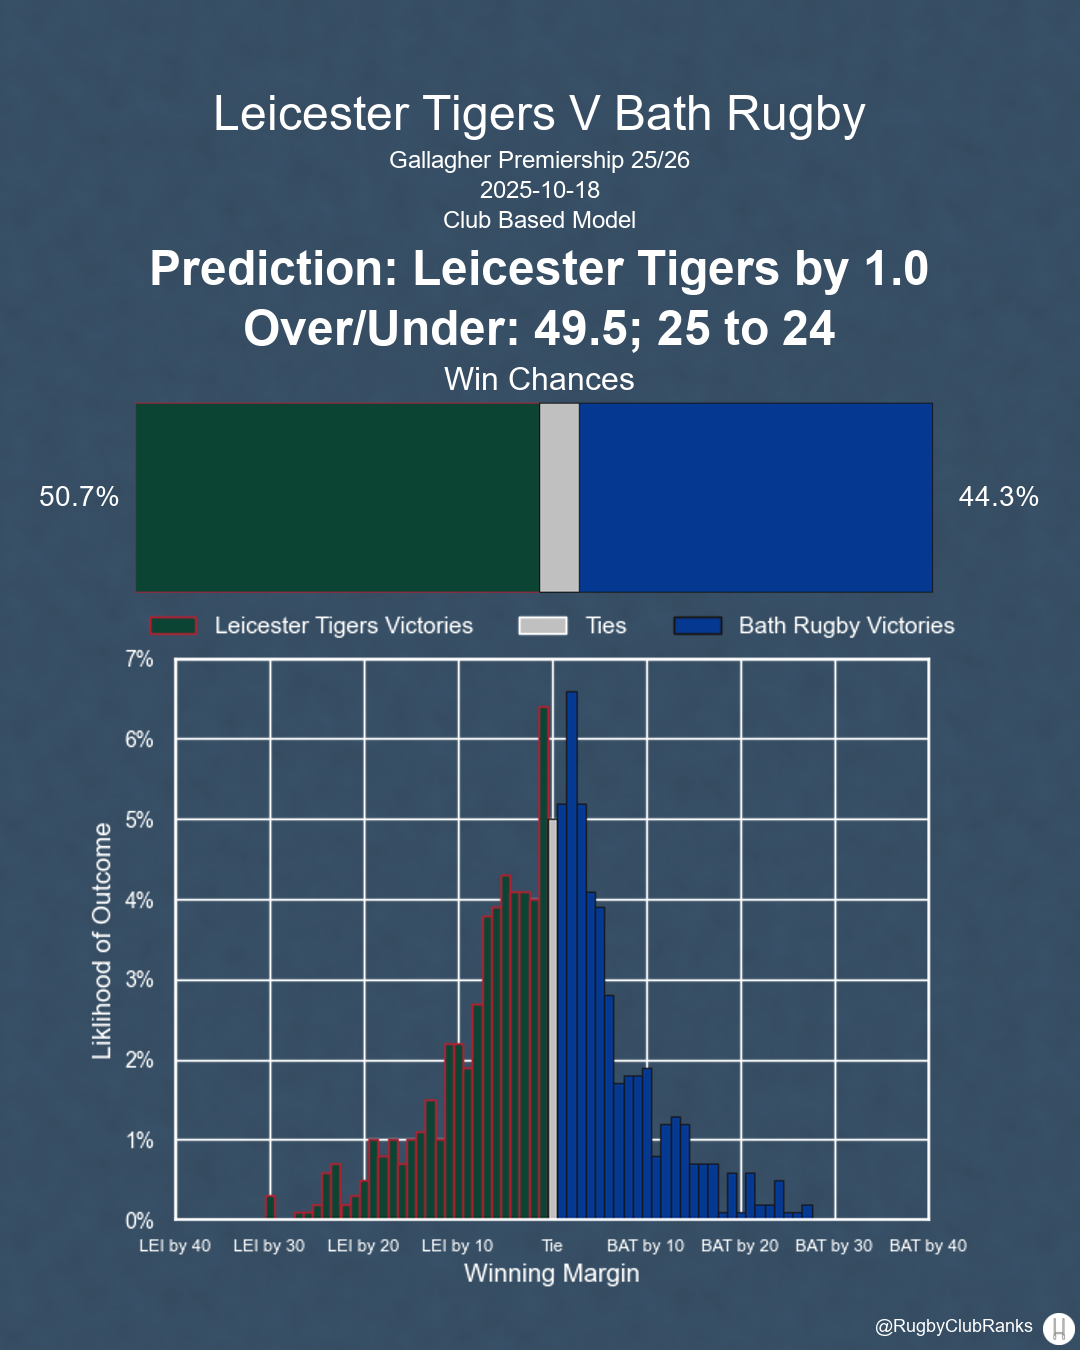 Leicester Tigers V Bath Rugby
Gallagher Premiership 25/26
2025-10-18
Club Based Model
Prediction: Leicester Tigers by 1.0
Over/Under: 49.5; 25 to 24
Win Chances
50.7%
44.3%
Leicester Tigers Victories
Ties
Bath Rugby Victories
7%
6%
5%
4%
3%
2%
1%
0%
Liklihood of Outcome
LEI by 40
LEI by 30
LEI by 20
LEI by 10
Tie
BAT by 10
BAT by 20
BAT by 30
BAT by 40
Winning Margin
@RugbyClubRanks